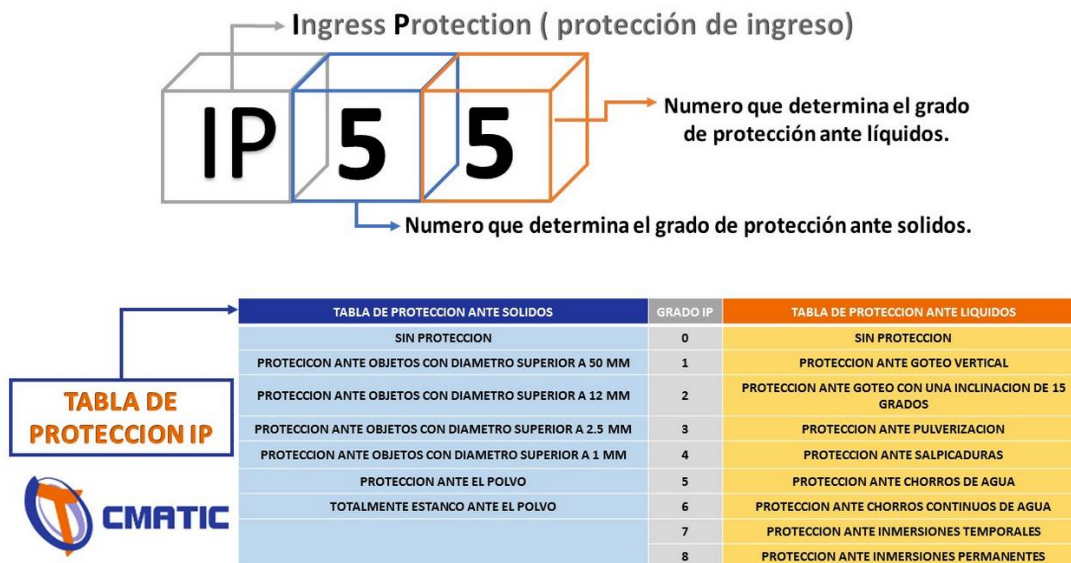 Ingress Protection ( protección de ingreso)
IP 5 5
Numero que determina el grado
de protección ante líquidos.
Numero que determina el grado de protección ante solidos.
TABLA DE PROTECCION ANTE SOLIDOS GRADO IP TABLA DE PROTECCION ANTE LIQUIDOS
SIN PROTECCION 0 SIN PROTECCION
PROTECICON ANTE OBJETOS CON DIAMETRO SUPERIOR A 50 MM 1 PROTECCION ANTE GOTEO VERTICAL
PROTECCION ANTE OBJETOS CON DIAMETRO SUPERIOR A 12 MM 2 PROTECCION ANTE GOTEO CON UNA INCLINACION DE 15
GRADOS
PROTECCION ANTE OBJETOS CON DIAMETRO SUPERIOR A 2.5 MM 3 PROTECCION ANTE PULVERIZACION
PROTECCION ANTE OBJETOS CON DIAMETRO SUPERIOR A 1 MM 4 PROTECCION ANTE SALPICADURAS
PROTECCION ANTE EL POLVO 5 PROTECCION ANTE CHORROS DE AGUA
TOTALMENTE ESTANCO ANTE EL POLVO 6 PROTECCION ANTE CHORROS CONTINUOS DE AGUA
7 PROTECCION ANTE INMERSIONES TEMPORALES
8 PROTECCION ANTE INMERSIONES PERMANENTES
TABLA DE
PROTECCION IP
CMATIC